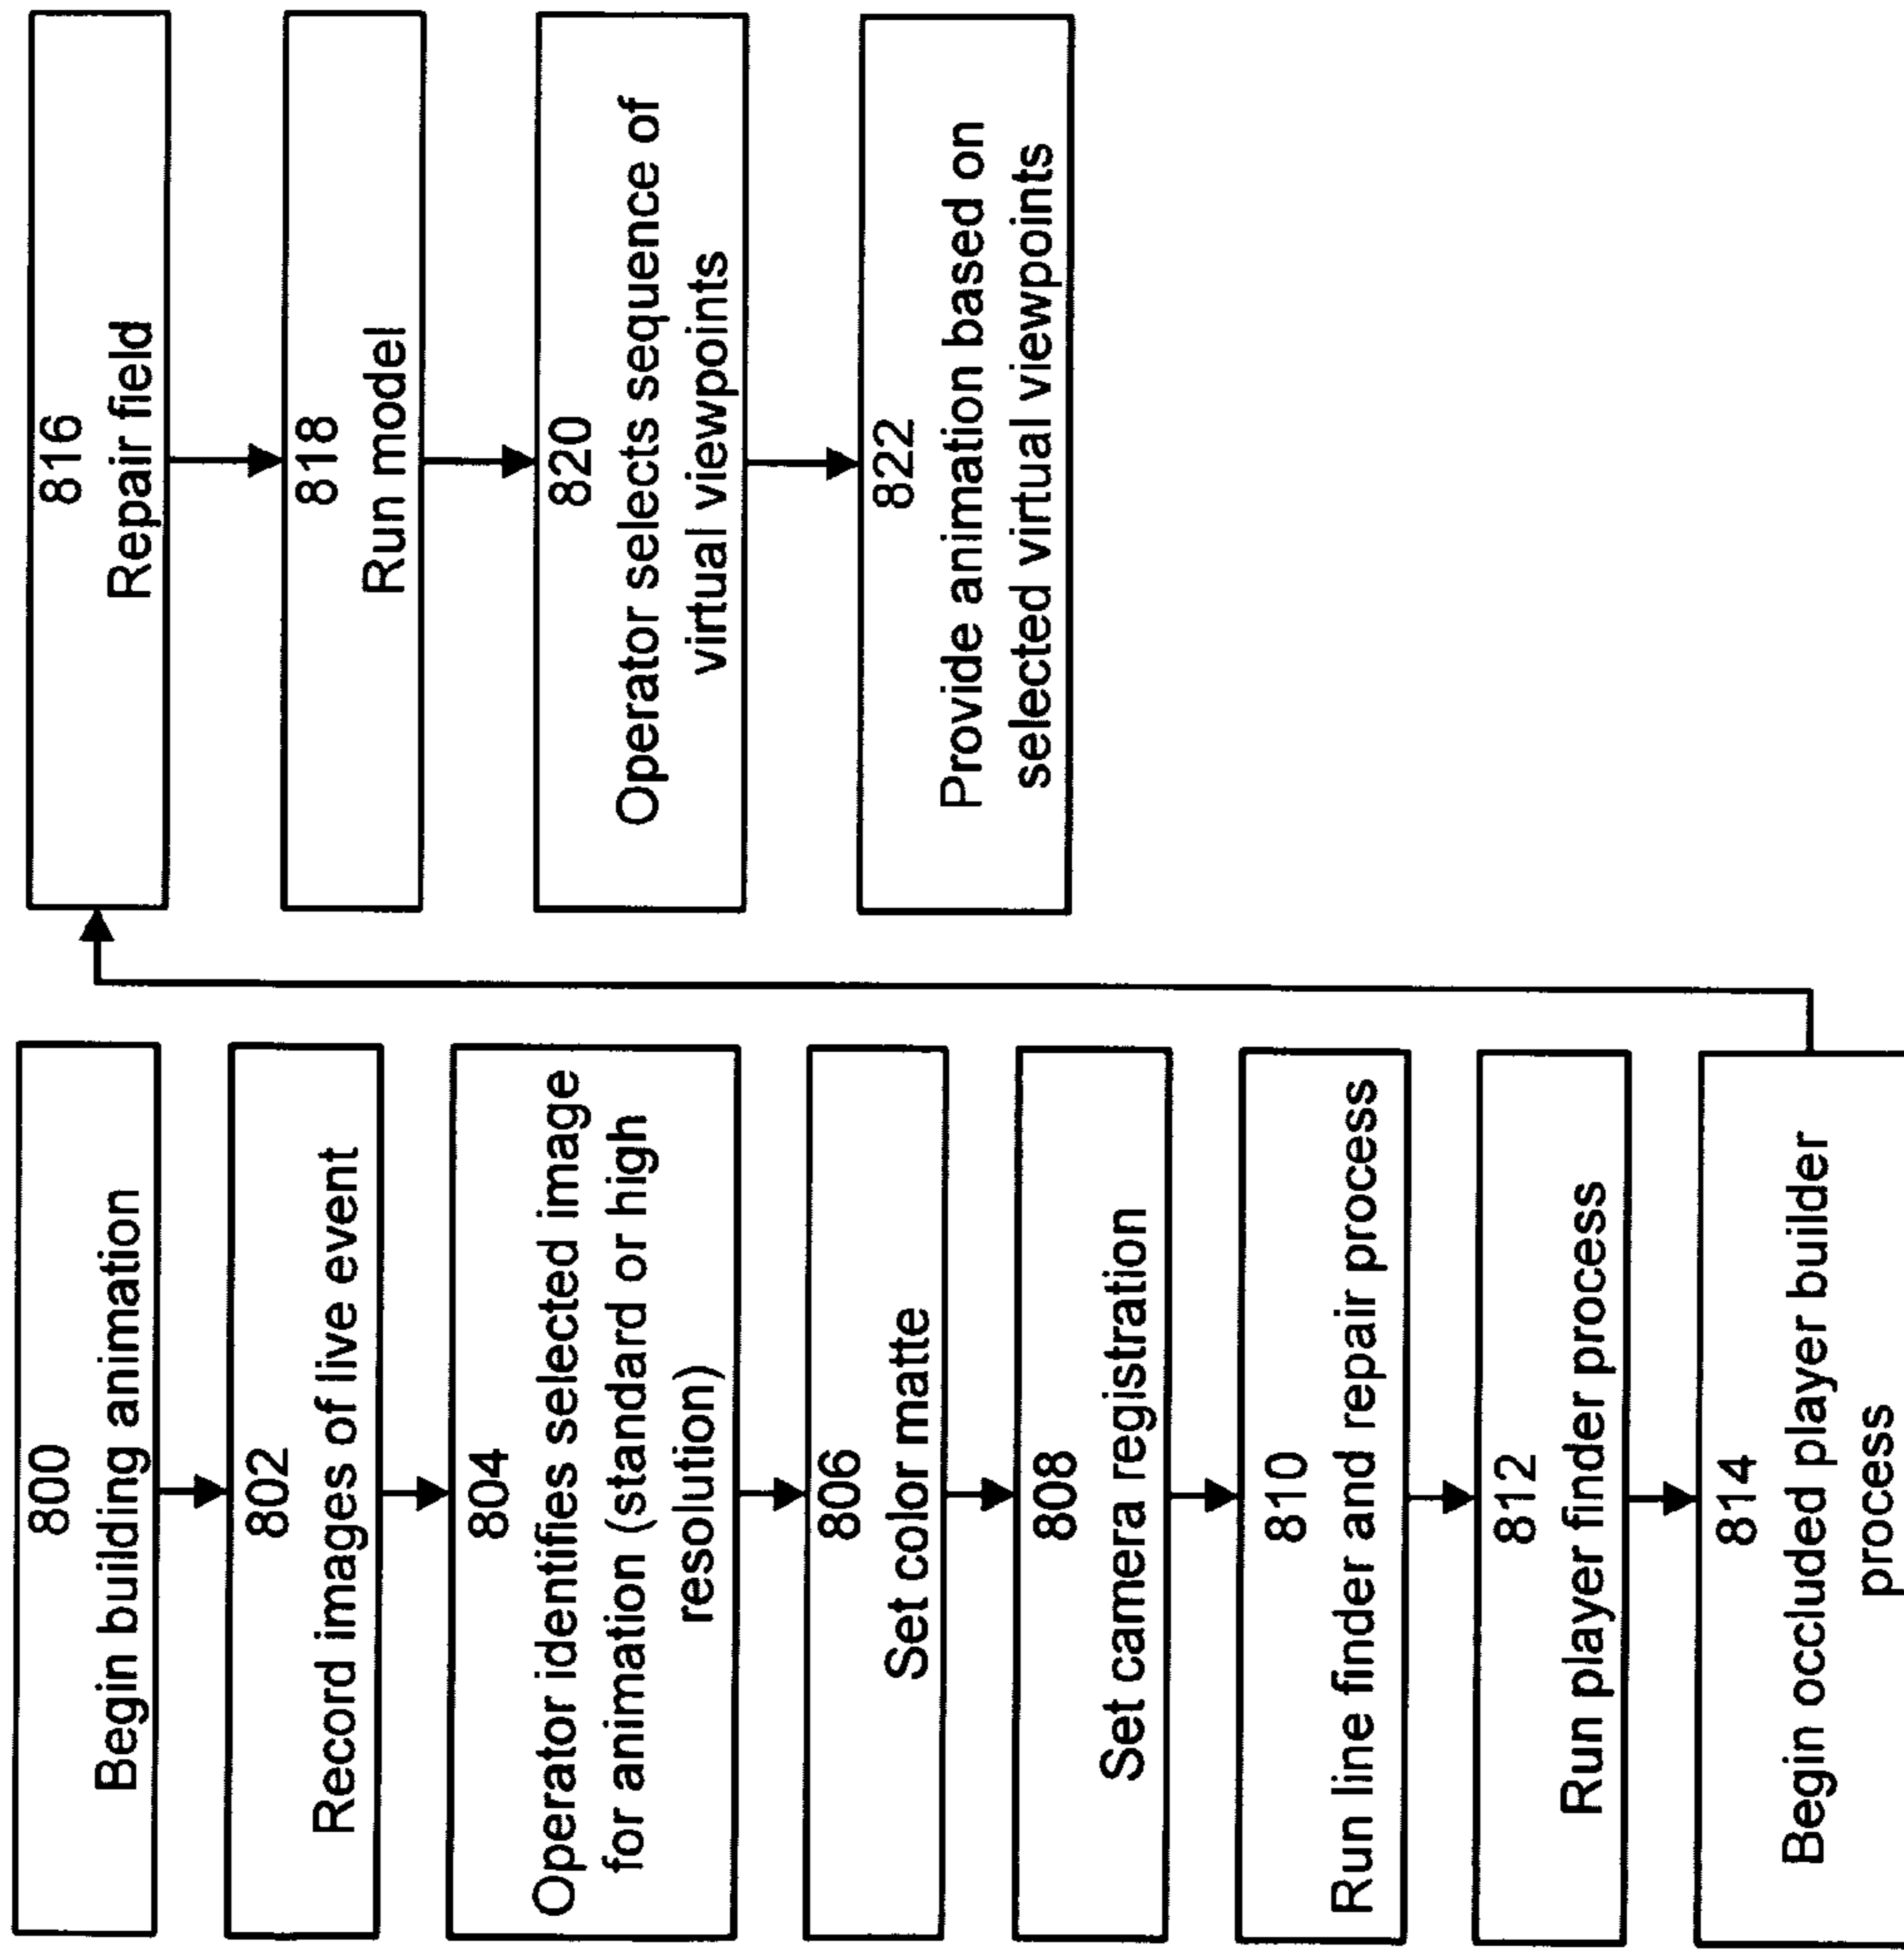 800
Begin building animation
802
Record images of live event
804
Operator identifies selected image
for animation (standard or high
resolution)
806
Set color matte
808
Set camera registration
810
Run line finder and repair process
812
Run player finder process
814
Begin occluded player builder
process
816
Repair field
818
Run model
820
Operator selects sequence of
virtual viewpoints
822
Provide animation based on
selected virtual viewpoints